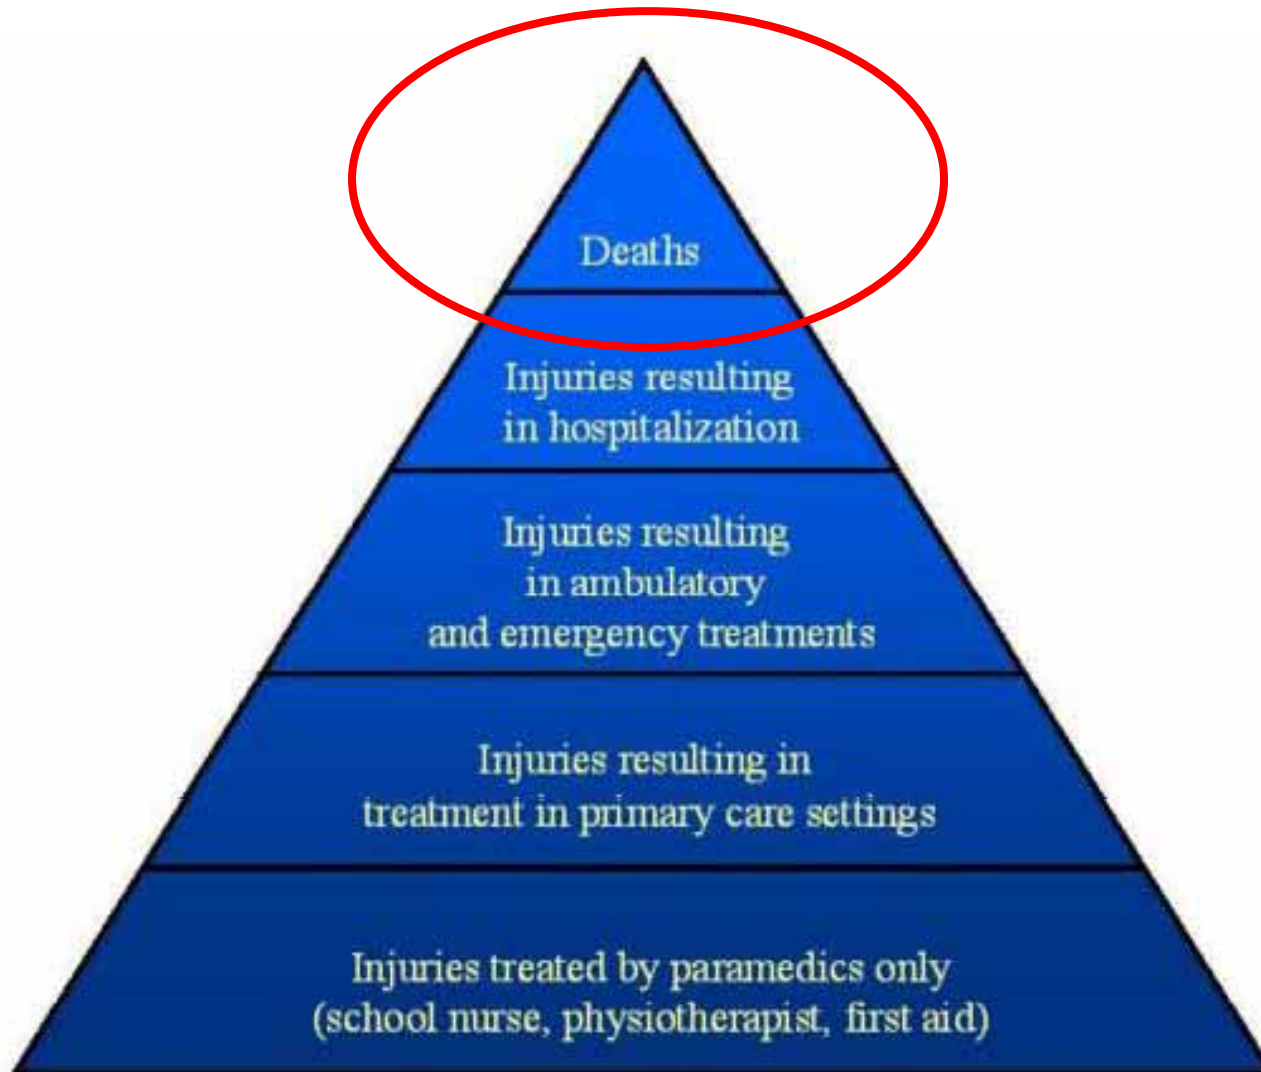 Deaths
Injuries resulting
in hospitalization
Injuries resulting
in ambulatory
and emergency treatments
Injuries resulting in
treatment in primary care settings
Injuries treated by paramedics only
(school nurse, physiotherapist, first aid)